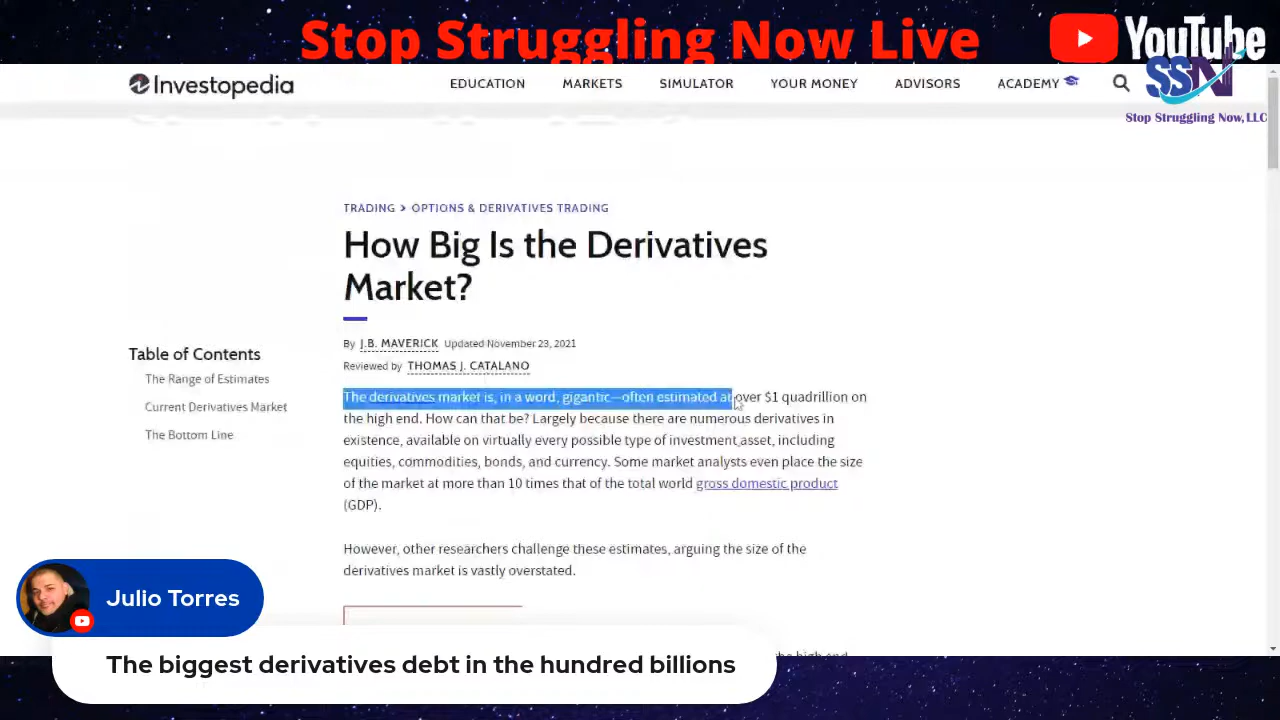 Stop Struggling Now Live
YouTube
Investopedia
EDUCATION MARKETS SIMULATOR YOUR MONEY ADVISORS ACADEMY
SSN
Stop Struggling Now, LLC
TRADING > OPTIONS & DERIVATIVES TRADING
How Big Is the Derivatives
Market?
By J.B. MAVERICK Updated November 23, 2021
Reviewed by THOMAS J. CATALANO
Table of Contents
The Range of Estimates
Current Derivatives Market
The Bottom Line
The derivatives market is, in a word, gigantic—often estimated at over $1 quadrillion on
the high end. How can that be? Largely because there are numerous derivatives in
existence, available on virtually every possible type of investment asset, including
equities, commodities, bonds, and currency. Some market analysts even place the size
of the market at more than 10 times that of the total world gross domestic product
(GDP).
However, other researchers challenge these estimates, arguing the size of the
derivatives market is vastly overstated.
Julio Torres
The biggest derivatives debt in the hundred billions